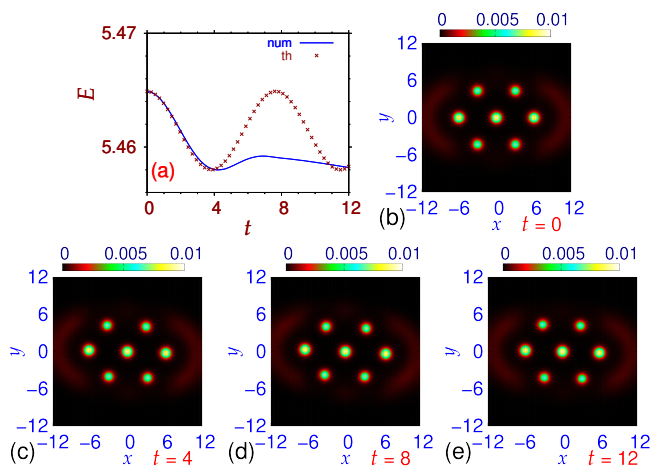 5.47
5.46
E
num
th
(a)
0 4 8 12
t
0 0.005 0.01
12
6
0
−6
−12
y
−12 −6 0 6 12
(b) x t = 0
0 0.005 0.01
12
6
0
−6
−12
y
−12 −6 0 6 12
(c) x t = 4
0 0.005 0.01
12
6
0
−6
−12
y
−12 −6 0 6 12
(d) x t = 8
0 0.005 0.01
12
6
0
−6
−12
y
−12 −6 0 6 12
(e) x t = 12